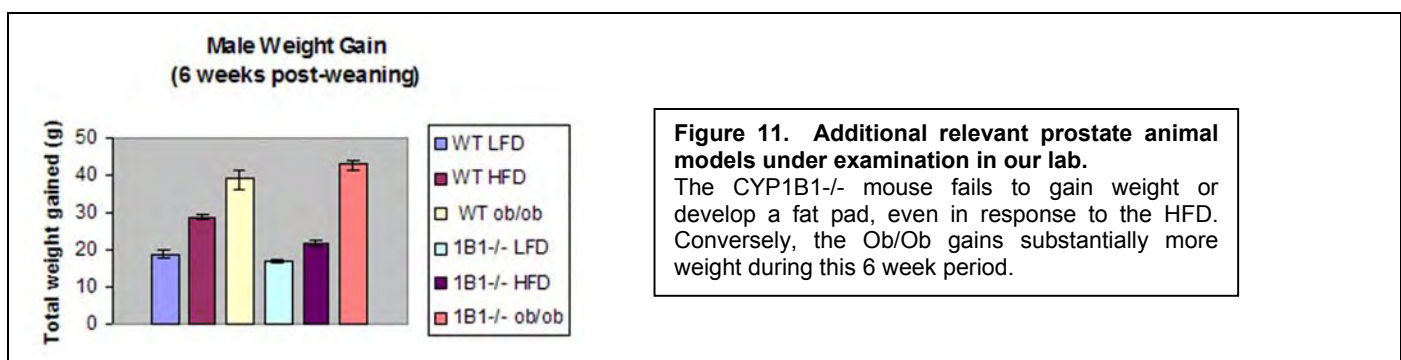 Male Weight Gain
(6 weeks post-weaning)
Total weight gained (g)
50
40
30
20
10
0
WT LFD
WT HFD
WT ob/ob
1B1-/- LFD
1B1-/- HFD
1B1-/- ob/ob
Figure 11. Additional relevant prostate animal
models under examination in our lab.
The CYP1B1-/- mouse fails to gain weight or
develop a fat pad, even in response to the HFD.
Conversely, the Ob/Ob gains substantially more
weight during this 6 week period.